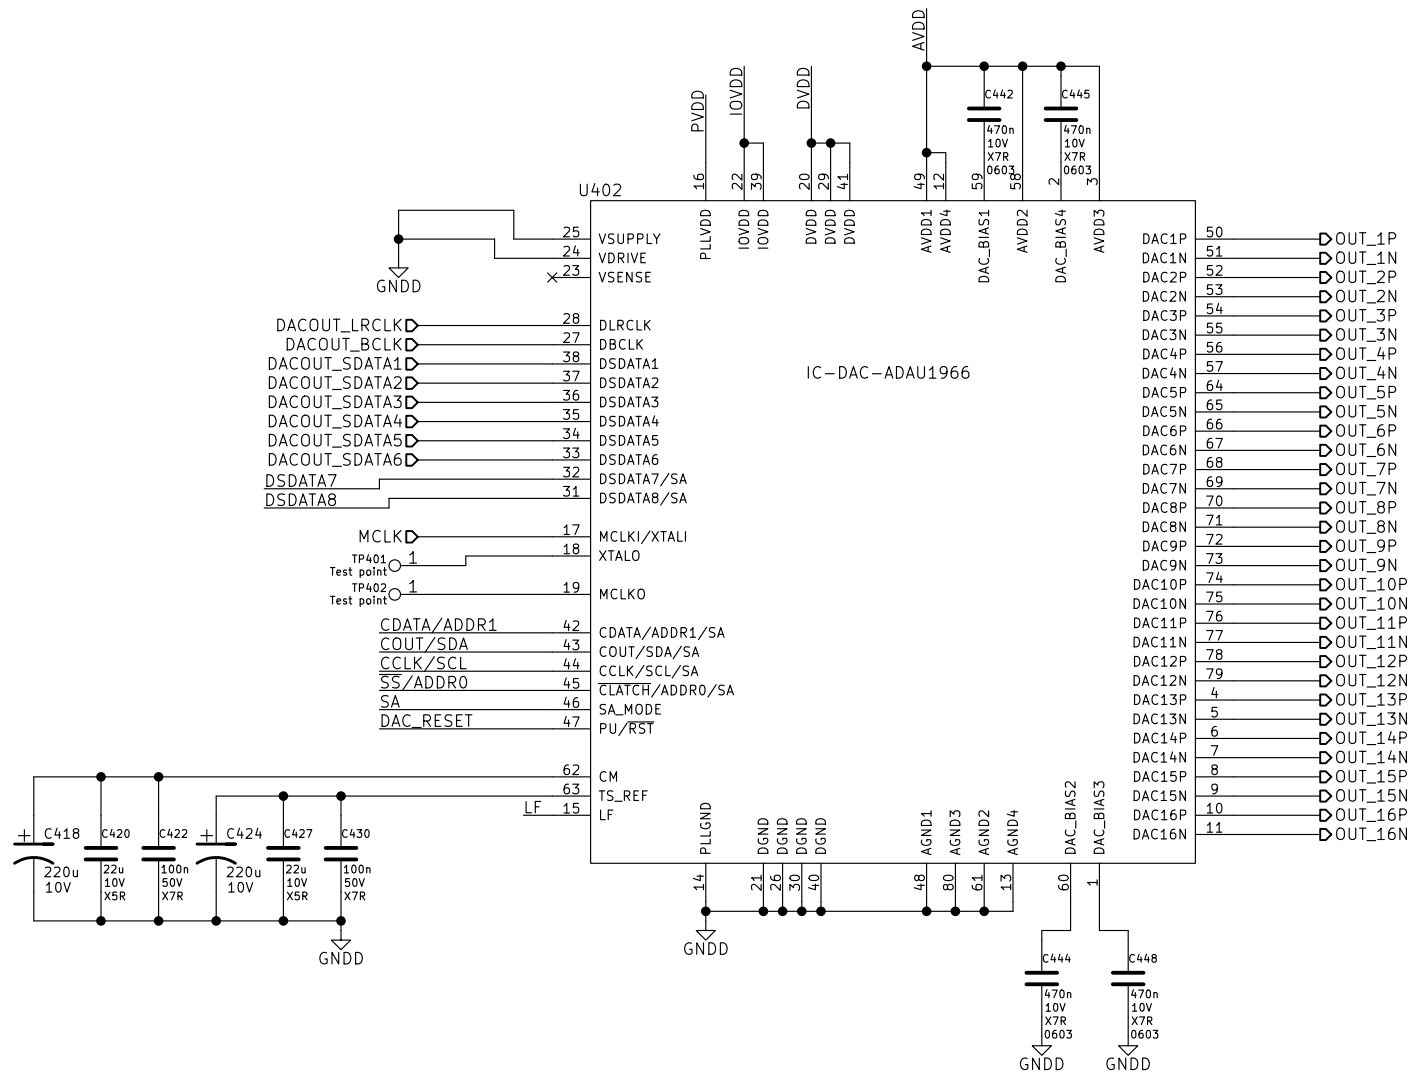 AVDD
PVDD
IOVDD
DVDD
C442
470n
10V
X7R
0603
C445
470n
10V
X7R
0603
16
22
39
20
29
41
49
12
59
58
2
3
U402
PLLVDD
IOVDD
IOVDD
DVDD
DVDD
DVDD
AVDD1
AVDD4
DAC_BIAS1
AVDD2
DAC_BIAS4
AVDD3
IC-DAC-ADAU1966
25 VSUPPLY
24 VDRIVE
23 VSENSE
GNDD
DACOUT_LRCLK 28 DLRCLK
DACOUT_BCLK 27 DBCLK
DACOUT_SDATA1 38 DSDATA1
DACOUT_SDATA2 37 DSDATA2
DACOUT_SDATA3 36 DSDATA3
DACOUT_SDATA4 35 DSDATA4
DACOUT_SDATA5 34 DSDATA5
DACOUT_SDATA6 33 DSDATA6
DSDATA7 32 DSDATA7/SA
DSDATA8 31 DSDATA8/SA
MCLK 17 MCLKI/XTALI
18 XTALO
TP401 1
Test point
TP402 1
Test point
19 MCLKO
CDATA/ADDR1 42 CDATA/ADDR1/SA
COUT/SDA 43 COUT/SDA/SA
CCLK/SCL 44 CCLK/SCL/SA
SS/ADDR0 45 CLATCH/ADDR0/SA
SA 46 SA_MODE
DAC_RESET 47 PU/RST
62 CM
63 TS_REF
LF 15 LF
DAC1P 50 OUT_1P
DAC1N 51 OUT_1N
DAC2P 52 OUT_2P
DAC2N 53 OUT_2N
DAC3P 54 OUT_3P
DAC3N 55 OUT_3N
DAC4P 56 OUT_4P
DAC4N 57 OUT_4N
DAC5P 64 OUT_5P
DAC5N 65 OUT_5N
DAC6P 66 OUT_6P
DAC6N 67 OUT_6N
DAC7P 68 OUT_7P
DAC7N 69 OUT_7N
DAC8P 70 OUT_8P
DAC8N 71 OUT_8N
DAC9P 72 OUT_9P
DAC9N 73 OUT_9N
DAC10P 74 OUT_10P
DAC10N 75 OUT_10N
DAC11P 76 OUT_11P
DAC11N 77 OUT_11N
DAC12P 78 OUT_12P
DAC12N 79 OUT_12N
DAC13P 4 OUT_13P
DAC13N 5 OUT_13N
DAC14P 6 OUT_14P
DAC14N 7 OUT_14N
DAC15P 8 OUT_15P
DAC15N 9 OUT_15N
DAC16P 10 OUT_16P
DAC16N 11 OUT_16N
C418
220u
10V
C420
22u
10V
X5R
C422
100n
50V
X7R
C424
220u
10V
C427
22u
10V
X5R
C430
100n
50V
X7R
GNDD
PLLGND
DGND
DGND
DGND
DGND
AGND1
AGND3
AGND2
AGND4
DAC_BIAS2
DAC_BIAS3
14
21
26
30
40
48
80
61
13
60
1
GNDD
C444
470n
10V
X7R
0603
GNDD
C448
470n
10V
X7R
0603
GNDD